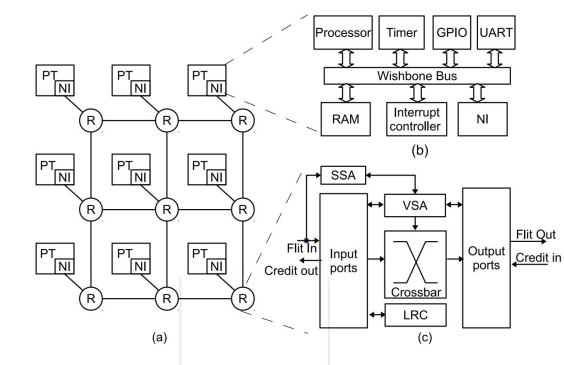 PT NI PT NI PT NI
R R R
PT NI PT NI PT NI
R R R
PT NI PT NI PT NI
R R R
(a)
Processor Timer GPIO UART
Wishbone Bus
RAM Interrupt controller NI
(b)
SSA
VSA
Flit In
Credit out
Input ports
Crossbar
Output ports
Flit Out
Credit in
LRC
(c)